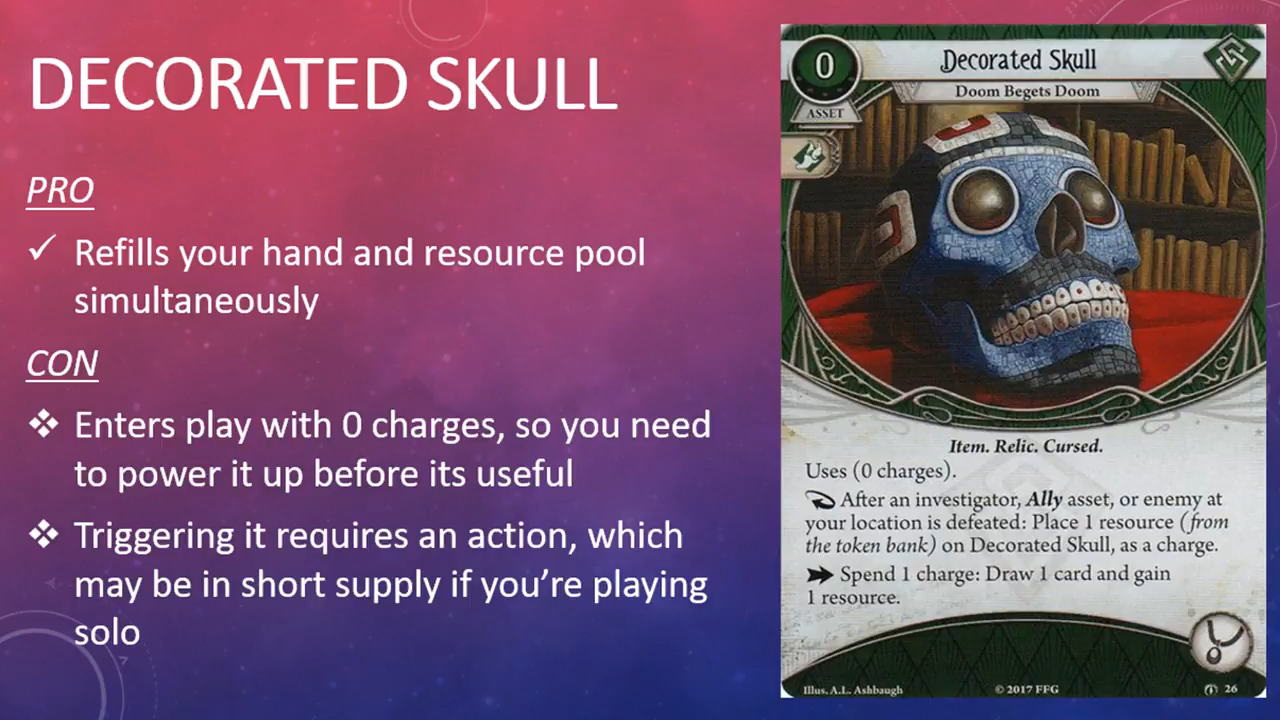 DECORATED SKULL
PRO
✓ Refills your hand and resource pool
simultaneously
CON
❖ Enters play with 0 charges, so you need
to power it up before its useful
❖ Triggering it requires an action, which
may be in short supply if you're playing
solo
0
Decorated Skull
Doom Begets Doom
ASSET
Item. Relic. Cursed.
Uses (0 charges).
After an investigator, Ally asset, or enemy at
your location is defeated: Place 1 resource (from
the token bank) on Decorated Skull, as a charge.
Spend 1 charge: Draw 1 card and gain
1 resource.
Illus. A.L. Ashbaugh
© 2017 FFG
26